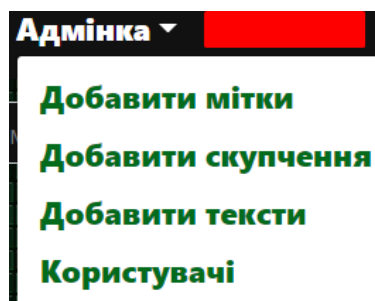 Адмінка
Добавити мітки
Добавити скупчення
Добавити тексти
Користувачі